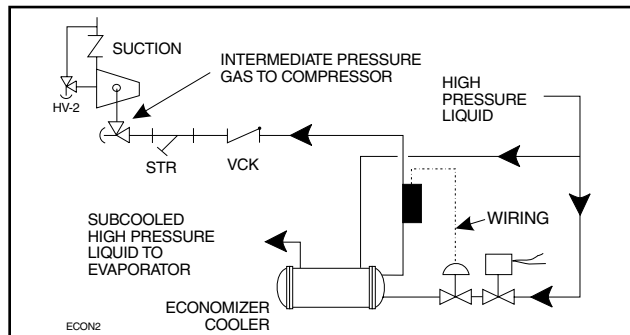 SUCTION
INTERMEDIATE PRESSURE
GAS TO COMPRESSOR
HIGH
PRESSURE
LIQUID
HV-2
STR
VCK
SUBCOOLED
HIGH PRESSURE
LIQUID TO
EVAPORATOR
WIRING
ECONOMIZER
COOLER
ECON2